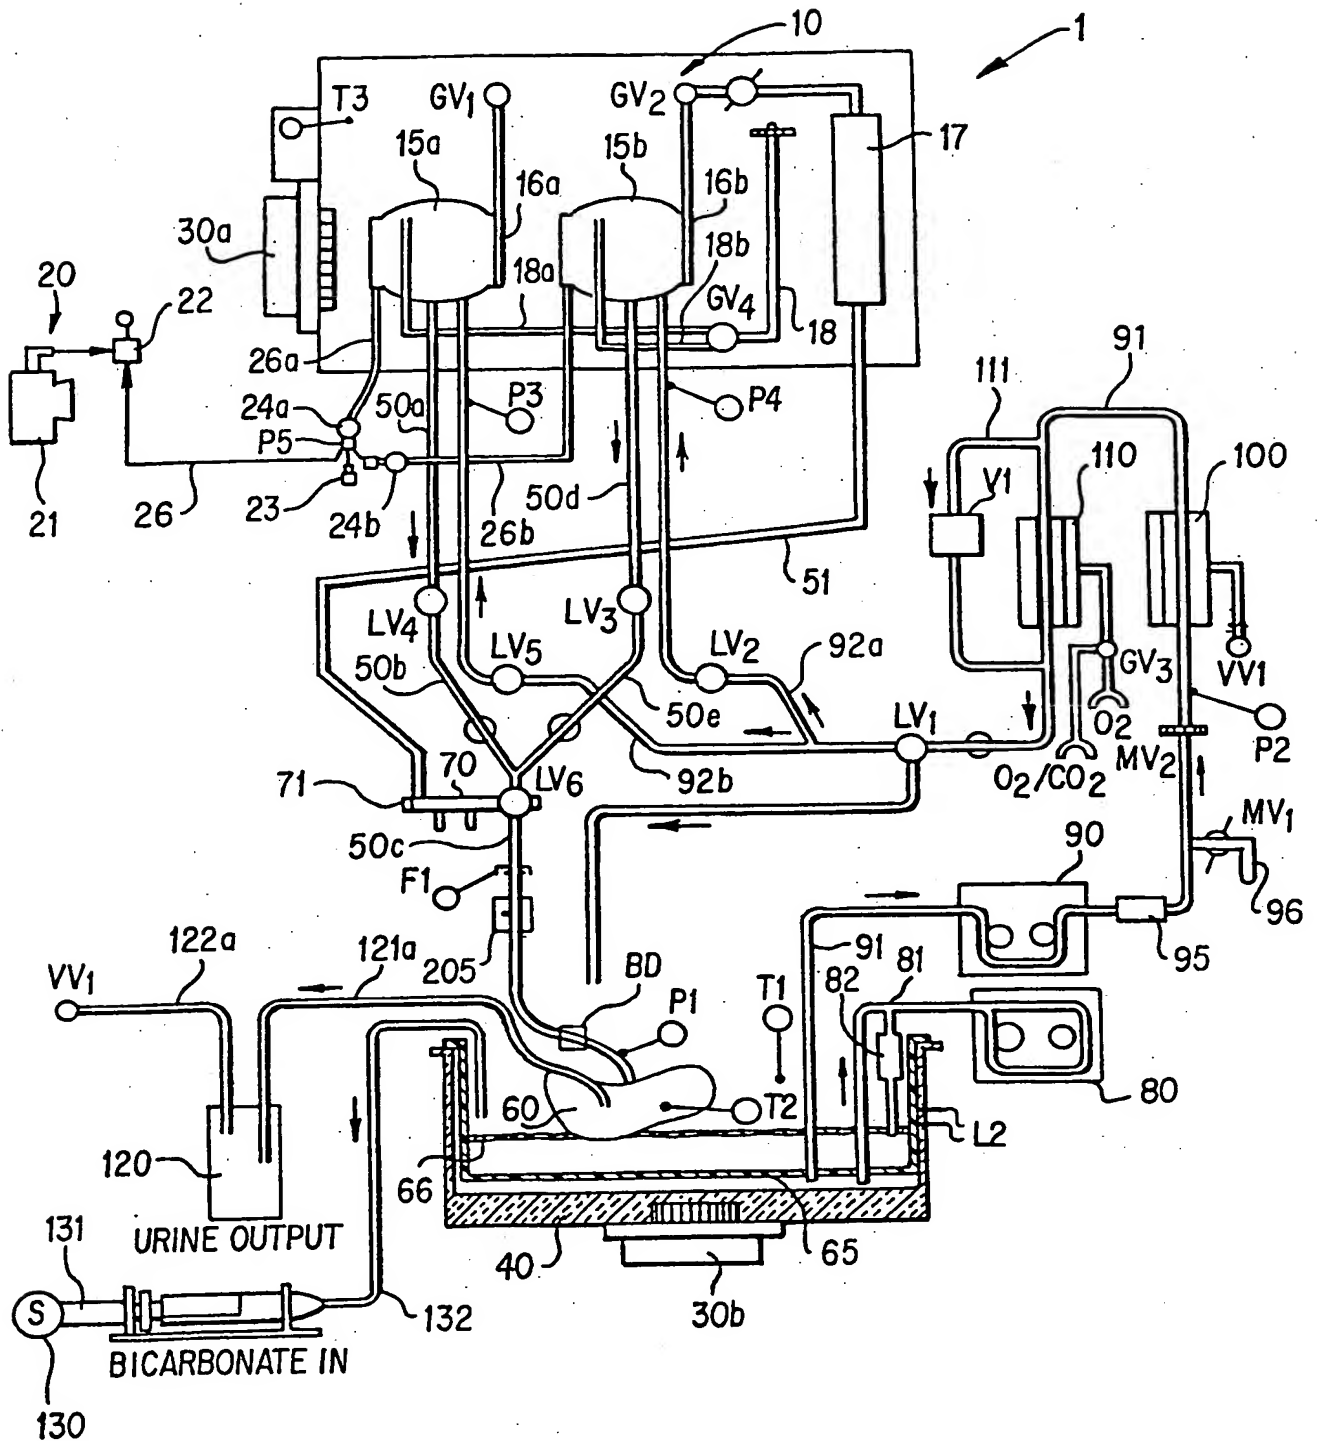 10
1
T3
GV1
GV2
17
15a
15b
16a
16b
30a
18b
18a
20
GV4
22
18
26a
91
111
P3
P4
24a
50a
P5
110
100
V1
50d
21
26
23
24b
26b
51
LV4
LV3
LV5
LV2
92a
GV3
VV1
50b
50e
LV1
O2
P2
70
LV6
92b
O2/CO2
MV2
71
50c
MV1
90
F1
96
122a
121a
205
91
95
VV1
BD
T1
82
81
P1
60
T2
80
L2
120
66
URINE OUTPUT
40
65
131
30b
S
132
BICARBONATE IN
130